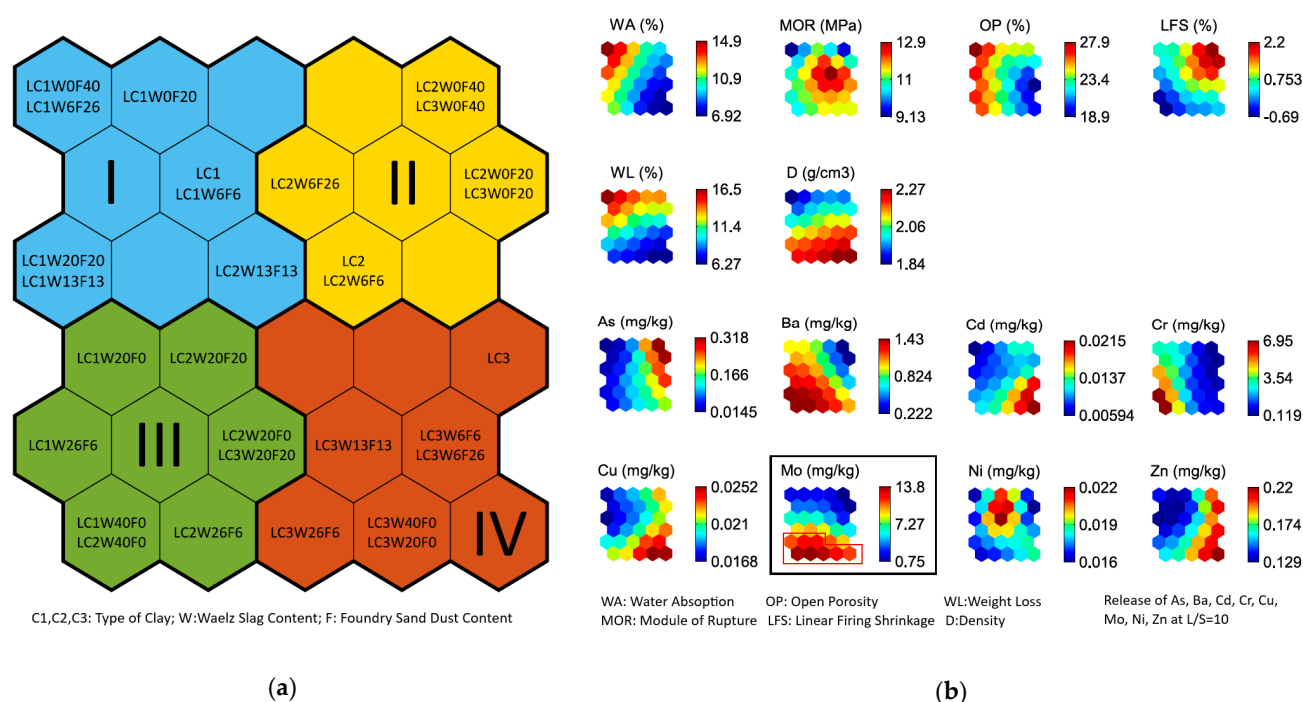 LC1W0F40
LC1W6F26
LC1W0F20
LC2W0F40
LC3W0F40
I
LC1
LC1W6F6
LC2W6F26
II
LC2W0F20
LC3W0F20
LC1W20F20
LC1W13F13
LC2W13F13
LC2
LC2W6F6
LC1W20F0
LC2W20F20
LC3
LC1W26F6
III
LC2W20F0
LC3W20F20
LC3W13F13
LC3W6F6
LC3W6F26
LC1W40F0
LC2W40F0
LC2W26F6
LC3W26F6
LC3W40F0
LC3W20F0
IV
C1,C2,C3: Type of Clay; W:Waelz Slag Content; F: Foundry Sand Dust Content
(a)
WA (%)
14.9
10.9
6.92
MOR (MPa)
12.9
11
9.13
OP (%)
27.9
23.4
18.9
LFS (%)
2.2
0.753
-0.69
WL (%)
16.5
11.4
6.27
D (g/cm3)
2.27
2.06
1.84
As (mg/kg)
0.318
0.166
0.0145
Ba (mg/kg)
1.43
0.824
0.222
Cd (mg/kg)
0.0215
0.0137
0.00594
Cr (mg/kg)
6.95
3.54
0.119
Cu (mg/kg)
0.0252
0.021
0.0168
Mo (mg/kg)
13.8
7.27
0.75
Ni (mg/kg)
0.022
0.019
0.016
Zn (mg/kg)
0.22
0.174
0.129
WA: Water Absoption
MOR: Module of Rupture
OP: Open Porosity
LFS: Linear Firing Shrinkage
WL:Weight Loss
D:Density
Release of As, Ba, Cd, Cr, Cu,
Mo, Ni, Zn at L/S=10
(b)